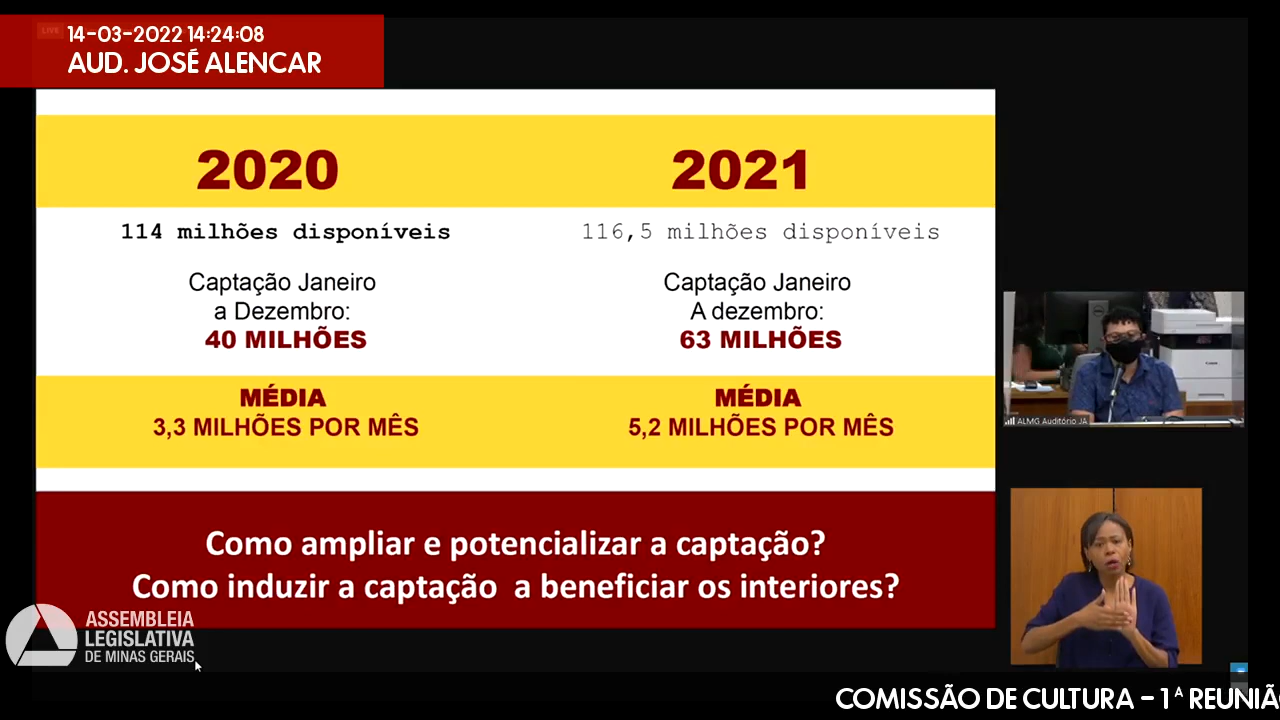 LIVE
14-03-2022 14:24:08
AUD. JOSÉ ALENCAR
2020
2021
114 milhões disponíveis
116,5 milhões disponíveis
Captação Janeiro
a Dezembro:
40 MILHÕES
Captação Janeiro
A dezembro:
63 MILHÕES
MÉDIA
3,3 MILHÕES POR MÊS
MÉDIA
5,2 MILHÕES POR MÊS
Como ampliar e potencializar a captação?
Como induzir a captação a beneficiar os interiores?
ALMG Auditório JA
ASSEMBLEIA
LEGISLATIVA
DE MINAS GERAIS
COMISSÃO DE CULTURA – 1ª REUNIÃ